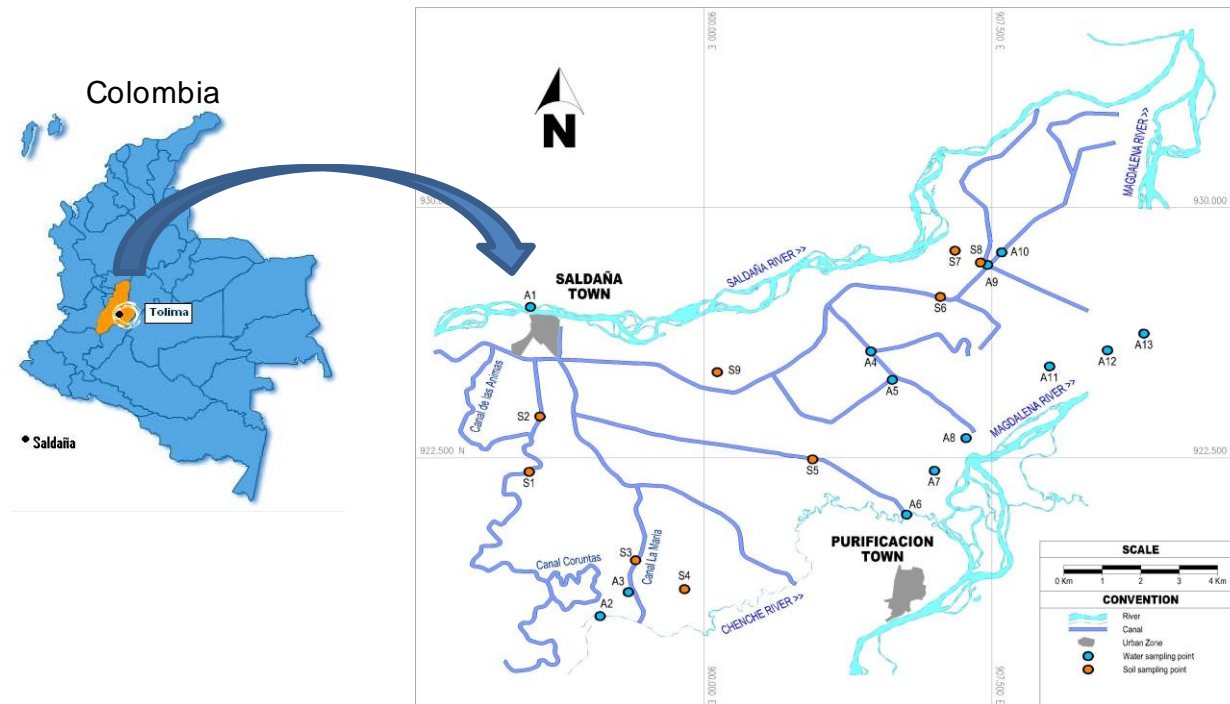 Colombia
Tolima
Saldaña
900.000 E
907.500 E
930.000
930.000
922.500 N
922.500
900.000 E
907.500 E
N
SALDAÑA
TOWN
SALDAÑA RIVER >>
MAGDALENA RIVER >>
MAGDALENA RIVER >>
CHENCHE RIVER >>
PURIFICACION
TOWN
Canal de las Animas
Canal Coruntas
Canal La Maria
A1
A2
A3
A4
A5
A6
A7
A8
A9
A10
A11
A12
A13
S1
S2
S3
S4
S5
S6
S7
S8
S9
SCALE
0 Km 1 2 3 4 Km
CONVENTION
River
Canal
Urban Zone
Water sampling point
Soil sampling point